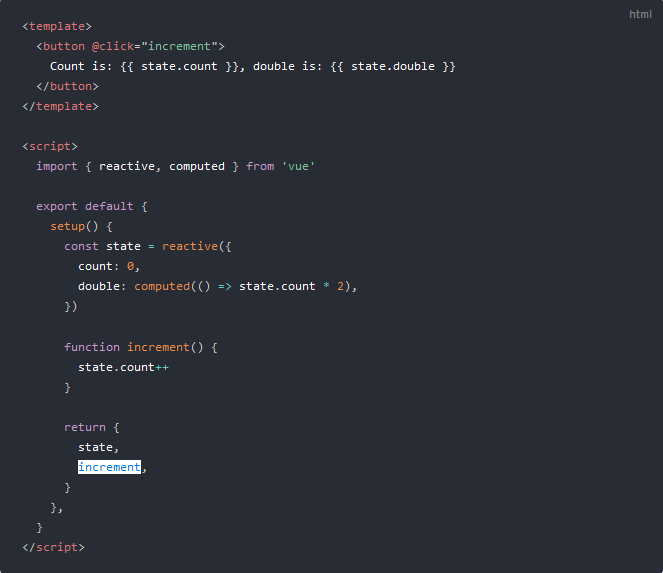 html
<template>
  <button @click="increment">
    Count is: {{ state.count }}, double is: {{ state.double }}
  </button>
</template>

<script>
  import { reactive, computed } from 'vue'

  export default {
    setup() {
      const state = reactive({
        count: 0,
        double: computed(() => state.count * 2),
      })

      function increment() {
        state.count++
      }

      return {
        state,
        increment,
      }
    },
  }
</script>